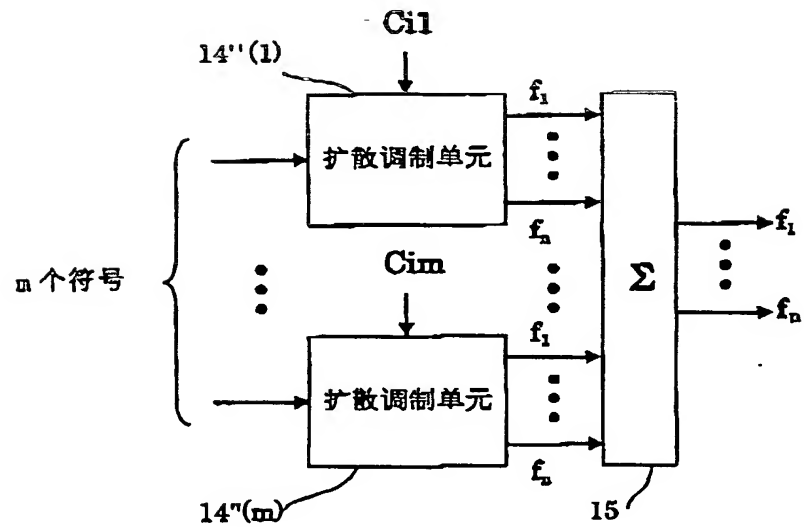 Ci1
14''(1)
f₁
扩散调制单元
fₙ
f₁
Σ
m 个符号
Cim
fₙ
f₁
扩散调制单元
fₙ
14"(m)
15